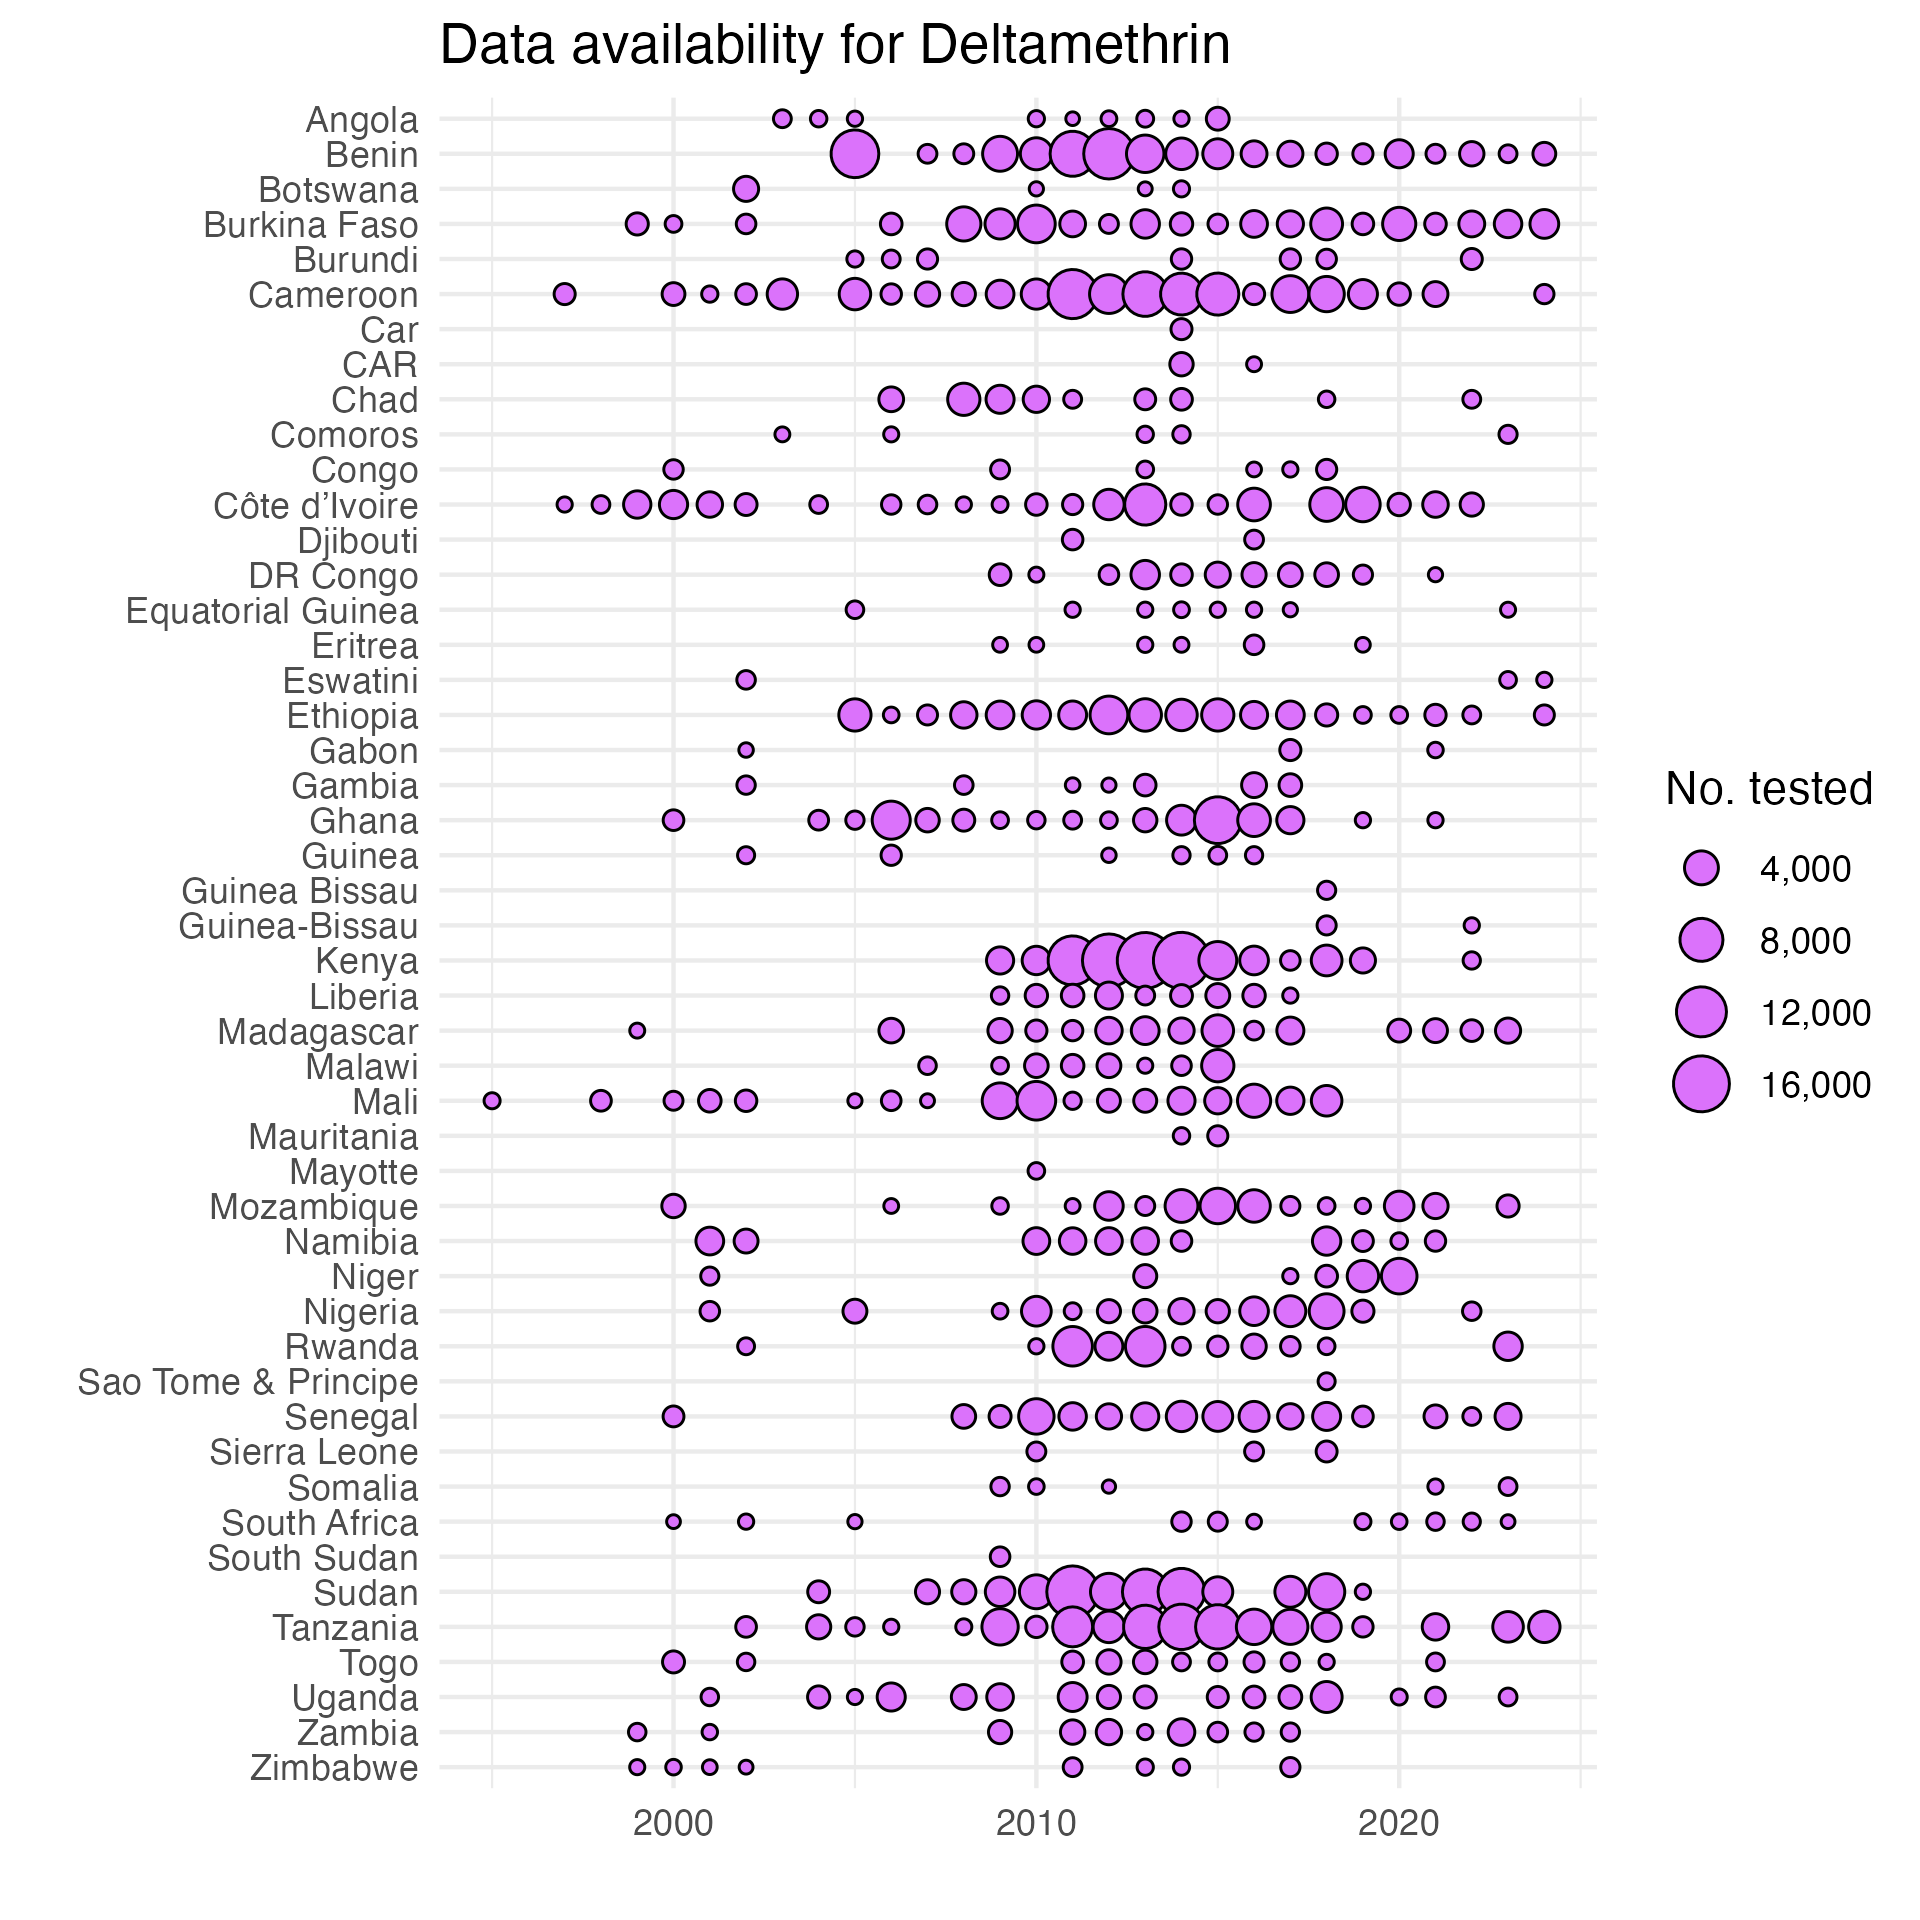 Data availability for Deltamethrin
Angola
Benin
Botswana
Burkina Faso
Burundi
Cameroon
Car
CAR
Chad
Comoros
Congo
Côte d’Ivoire
Djibouti
DR Congo
Equatorial Guinea
Eritrea
Eswatini
Ethiopia
Gabon
Gambia
Ghana
Guinea
Guinea Bissau
Guinea-Bissau
Kenya
Liberia
Madagascar
Malawi
Mali
Mauritania
Mayotte
Mozambique
Namibia
Niger
Nigeria
Rwanda
Sao Tome & Principe
Senegal
Sierra Leone
Somalia
South Africa
South Sudan
Sudan
Tanzania
Togo
Uganda
Zambia
Zimbabwe
2000 2010 2020
No. tested
4,000
8,000
12,000
16,000